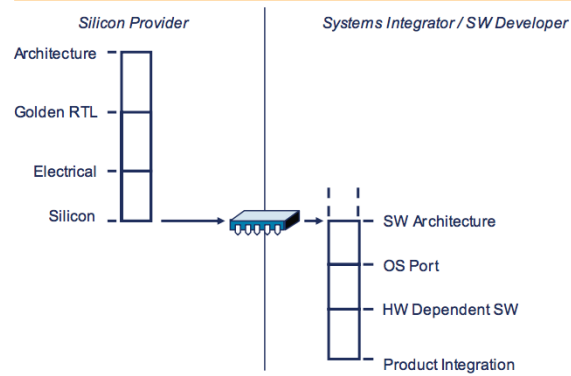 Silicon Provider
Systems Integrator / SW Developer
Architecture
Golden RTL
Electrical
Silicon
SW Architecture
OS Port
HW Dependent SW
Product Integration